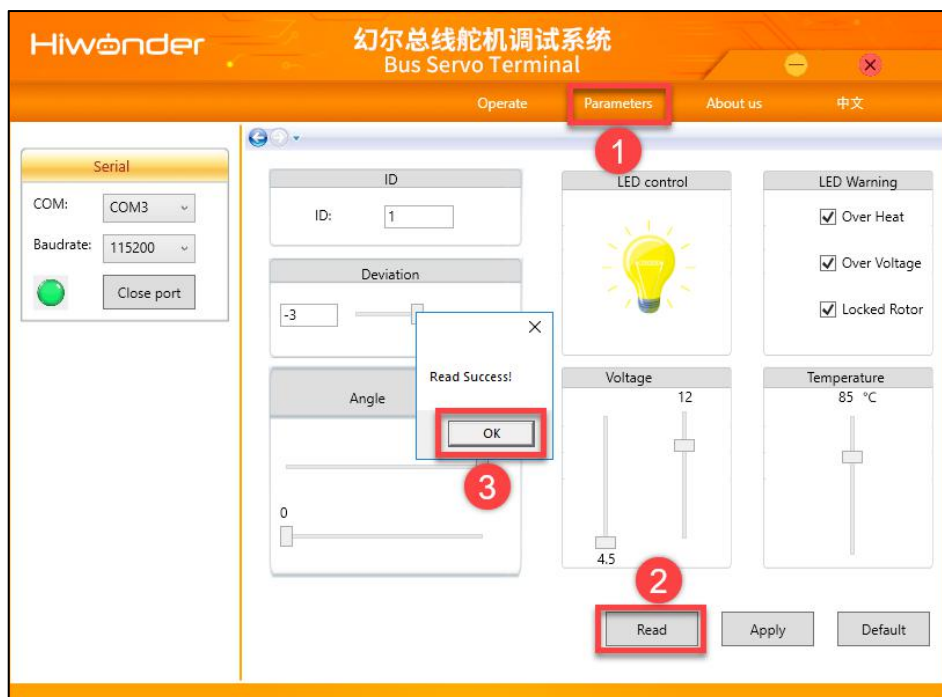 Hiwonder
幻尔总线舵机调试系统
Bus Servo Terminal
Operate
Parameters
About us
中文
1
Serial
COM:
COM3
Baudrate:
115200
Close port
ID
ID:
1
Deviation
-3
Angle
0
LED control
LED Warning
Over Heat
Over Voltage
Locked Rotor
Read Success!
OK
3
Voltage
12
4.5
Temperature
85 °C
2
Read
Apply
Default